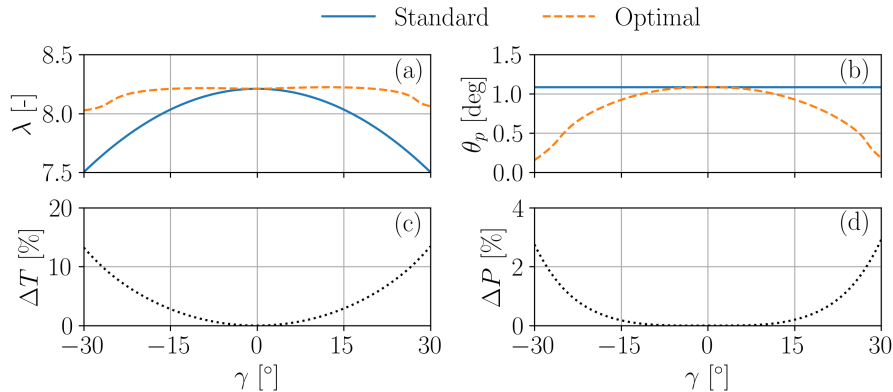 Standard Optimal
8.5
8.0
7.5
λ [-]
(a)
1.5
1.0
0.5
0.0
θp [deg]
(b)
20
10
0
ΔT [%]
(c)
−30 −15 0 15 30
γ [°]
4
2
0
ΔP [%]
(d)
−30 −15 0 15 30
γ [°]